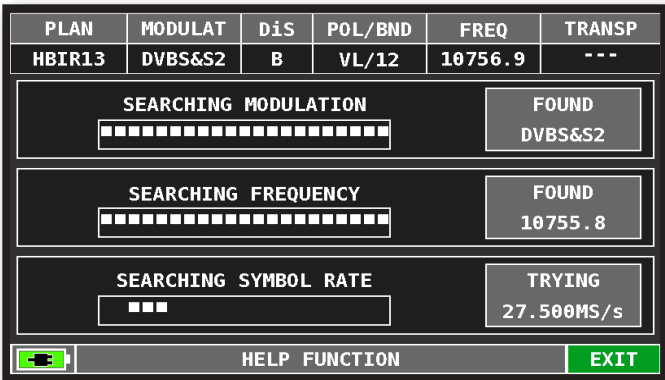 PLAN MODULAT DiS POL/BND FREQ TRANSP
HBIR13 DVBS&S2 B VL/12 10756.9 ---
SEARCHING MODULATION
FOUND
DVBS&S2
SEARCHING FREQUENCY
FOUND
10755.8
SEARCHING SYMBOL RATE
TRYING
27.500MS/s
HELP FUNCTION EXIT